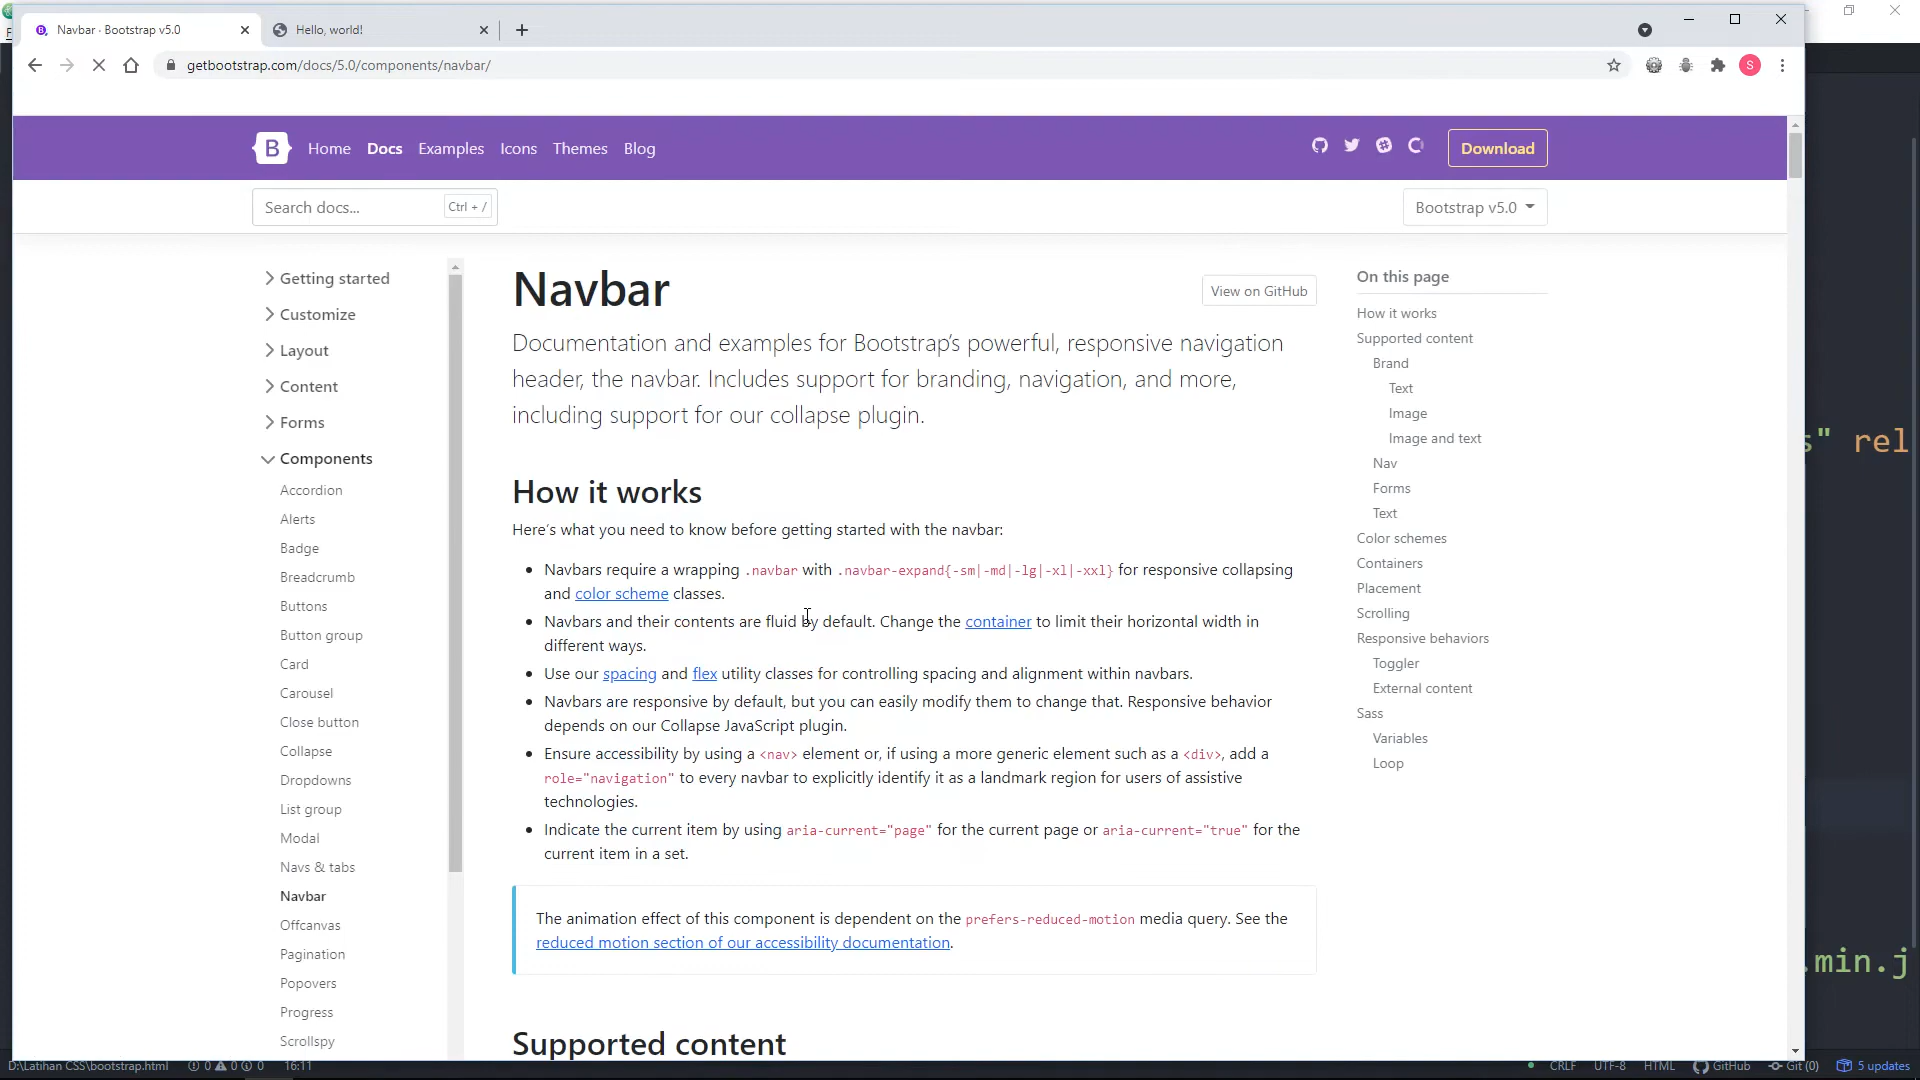 Navbar · Bootstrap v5.0
Hello, world!
getbootstrap.com/docs/5.0/components/navbar/
S
B
Home
Docs
Examples
Icons
Themes
Blog
Download
Search docs...
Ctrl + /
Bootstrap v5.0
Getting started
Customize
Layout
Content
Forms
Components
Accordion
Alerts
Badge
Breadcrumb
Buttons
Button group
Card
Carousel
Close button
Collapse
Dropdowns
List group
Modal
Navs & tabs
Navbar
Offcanvas
Pagination
Popovers
Progress
Scrollspy
Navbar
View on GitHub
Documentation and examples for Bootstrap’s powerful, responsive navigation
header, the navbar. Includes support for branding, navigation, and more,
including support for our collapse plugin.
How it works
Here’s what you need to know before getting started with the navbar:
Navbars require a wrapping .navbar with .navbar-expand{-sm|-md|-lg|-xl|-xxl} for responsive collapsing
and color scheme classes.
Navbars and their contents are fluid by default. Change the container to limit their horizontal width in
different ways.
Use our spacing and flex utility classes for controlling spacing and alignment within navbars.
Navbars are responsive by default, but you can easily modify them to change that. Responsive behavior
depends on our Collapse JavaScript plugin.
Ensure accessibility by using a <nav> element or, if using a more generic element such as a <div>, add a
role="navigation" to every navbar to explicitly identify it as a landmark region for users of assistive
technologies.
Indicate the current item by using aria-current="page" for the current page or aria-current="true" for the
current item in a set.
The animation effect of this component is dependent on the prefers-reduced-motion media query. See the
reduced motion section of our accessibility documentation.
Supported content
On this page
How it works
Supported content
Brand
Text
Image
Image and text
Nav
Forms
Text
Color schemes
Containers
Placement
Scrolling
Responsive behaviors
Toggler
External content
Sass
Variables
Loop
s" rel
.min.j
D:\Latihan CSS\bootstrap.html
0
0
0
16:11
CRLF
UTF-8
HTML
GitHub
Git (0)
5 updates